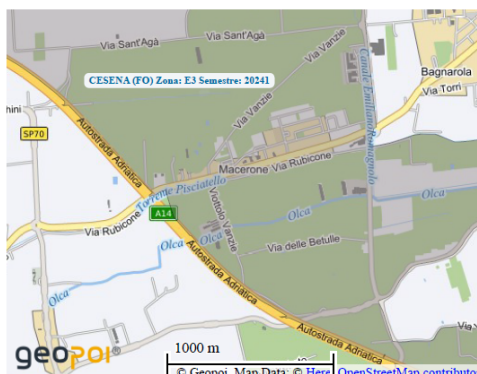 Via Sant'Agà
Via Sant'Agà
Via Vanzie
CESENA (FO) Zona: E3 Semestre: 20241
Canale Emiliano Romagnolo
Bagnarola
Via Torri
SP70
Autostrada Adriatica
Via Vanzie
Macerone
Via Rubicone
Torrente Pisciatello
Viottolo Vanzie
A14
Via Rubicone
Olca
Olca
Olca
Via delle Betulle
Olca
Autostrada Adriatica
Autostrada Adriatica
geopoi
1000 m
© Geopoi, Map Data: © Here, OpenStreetMap contributo